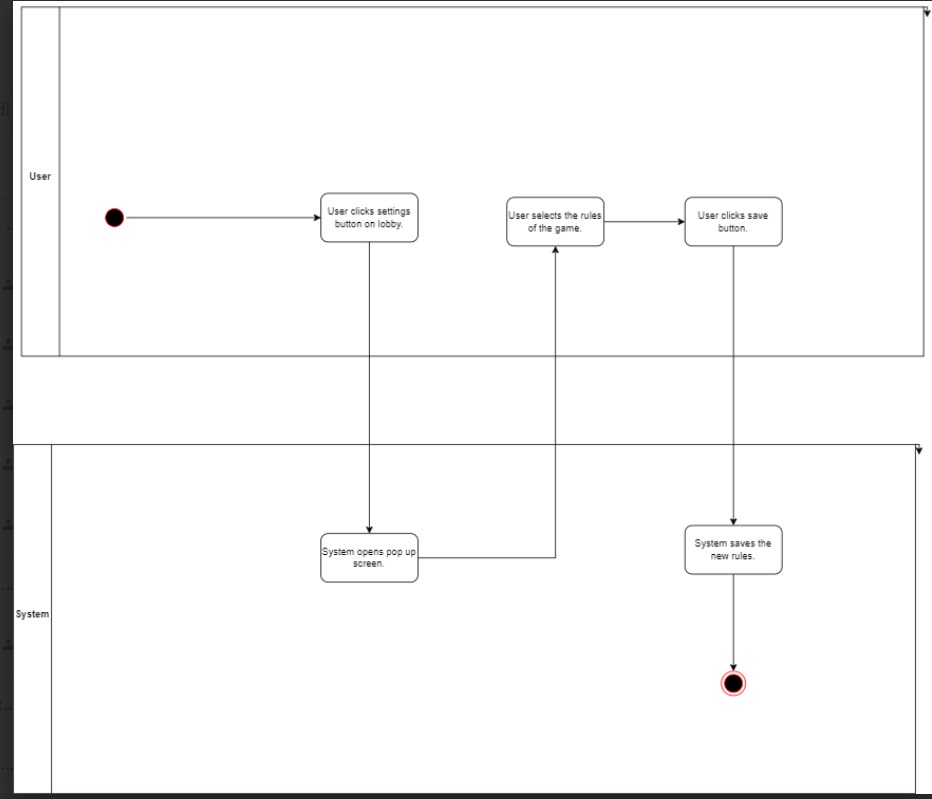 User
User clicks settings
button on lobby.
User selects the rules
of the game.
User clicks save
button.
System
System opens pop up
screen.
System saves the
new rules.